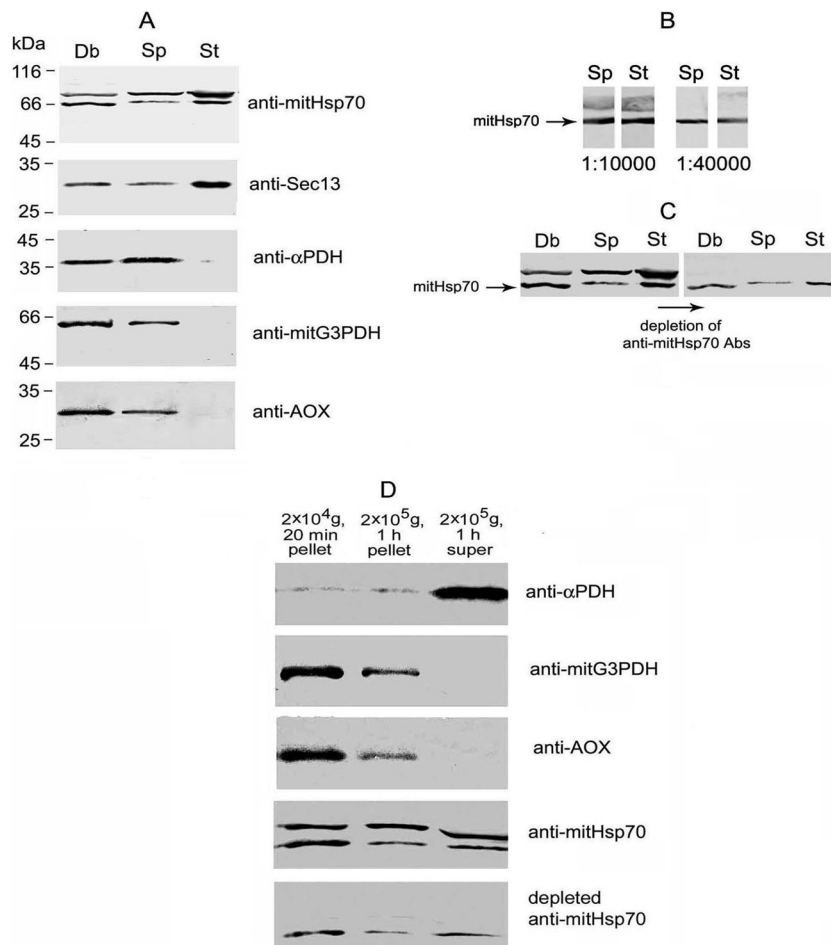 A
kDa
Db Sp St
116
66
45
anti-mitHsp70
35
25
anti-Sec13
45
35
anti-αPDH
66
45
anti-mitG3PDH
35
25
anti-AOX
B
Sp St Sp St
mitHsp70
1:10000 1:40000
C
Db Sp St Db Sp St
mitHsp70
depletion of
anti-mitHsp70 Abs
D
2×10⁴g, 2×10⁵g, 2×10⁵g,
20 min 1 h 1 h
pellet pellet super
anti-αPDH
anti-mitG3PDH
anti-AOX
anti-mitHsp70
depleted
anti-mitHsp70